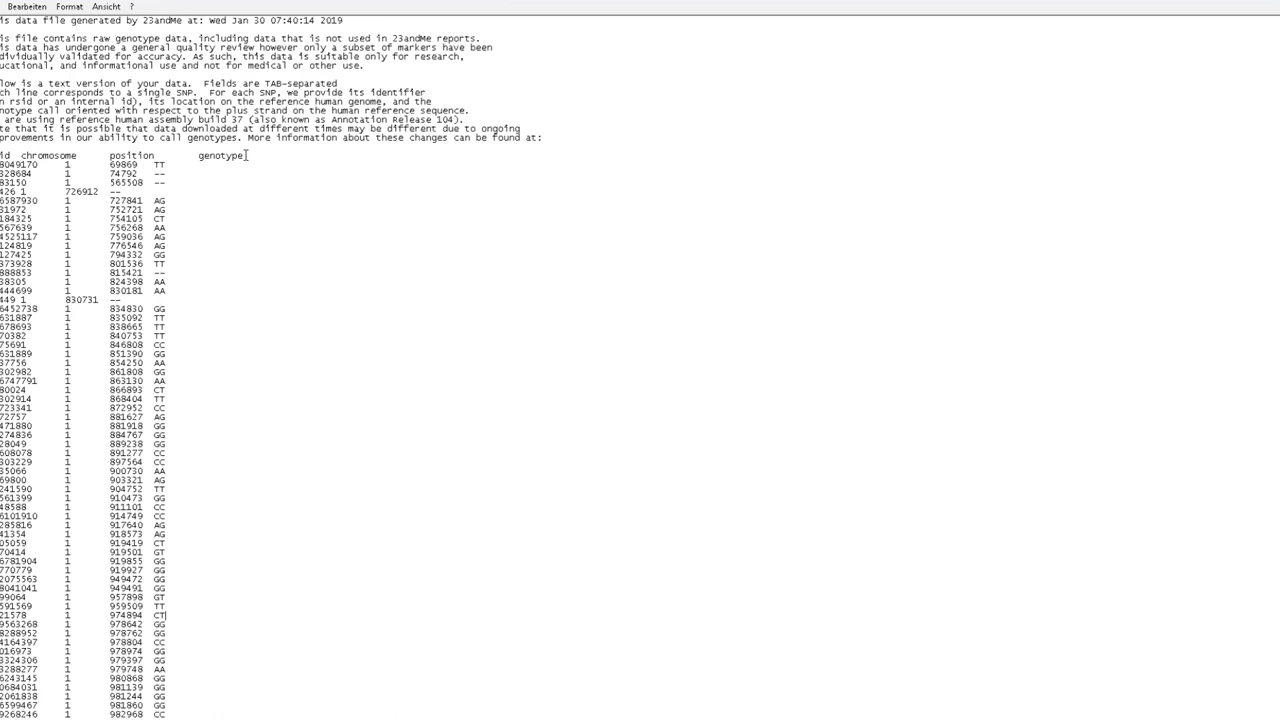 Bearbeiten Format Ansicht ?
is data file generated by 23andMe at: Wed Jan 30 07:40:14 2019
is file contains raw genotype data, including data that is not used in 23andMe reports.
is data has undergone a general quality review however only a subset of markers have been
dividually validated for accuracy. As such, this data is suitable only for research,
ucational, and informational use and not for medical or other use.
low is a text version of your data. Fields are TAB-separated
ch line corresponds to a single SNP. For each SNP, we provide its identifier
n rsid or an internal id), its location on the reference human genome, and the
notype call oriented with respect to the plus strand on the human reference sequence.
are using reference human assembly build 37 (also known as Annotation Release 104).
te that it is possible that data downloaded at different times may be different due to ongoing
provements in our ability to call genotypes. More information about these changes can be found at:
id chromosome position genotype
8049170 1 69869 TT
328684 1 74792 --
83150 1 565508 --
426 1 726912 --
6587930 1 727841 AG
31972 1 752721 AG
184325 1 754105 CT
567639 1 756268 AA
4525117 1 759036 AG
124819 1 776546 AG
127425 1 794332 GG
373928 1 801536 TT
888853 1 815421 --
38305 1 824398 AA
444699 1 830181 AA
449 1 830731 --
6452738 1 834830 GG
631887 1 835092 TT
678693 1 838665 TT
70382 1 840753 TT
75691 1 846808 CC
631889 1 851390 GG
37756 1 854250 AA
302982 1 861808 GG
6747791 1 863130 AA
80024 1 866893 CT
302914 1 868404 TT
723341 1 872952 CC
72757 1 881627 AG
471880 1 881918 GG
274836 1 884767 GG
28049 1 889238 GG
608078 1 891277 CC
303229 1 897564 CC
35066 1 900730 AA
69800 1 903321 AG
241590 1 904752 TT
561399 1 910473 GG
48588 1 911101 CC
6101910 1 914749 CC
285816 1 917640 AG
41354 1 918573 AG
05059 1 919419 CT
70414 1 919501 GT
6781904 1 919855 GG
770779 1 919927 GG
2075563 1 949472 GG
8041041 1 949491 GG
99064 1 957898 GT
591569 1 959509 TT
21578 1 974894 CT
9563268 1 978642 GG
8288952 1 978762 GG
4164397 1 978804 CC
016973 1 978974 GG
3324306 1 979397 GG
3288277 1 979748 AA
6243145 1 980868 GG
0684031 1 981139 GG
2061838 1 981244 GG
6599467 1 981860 GG
9268246 1 982968 CC